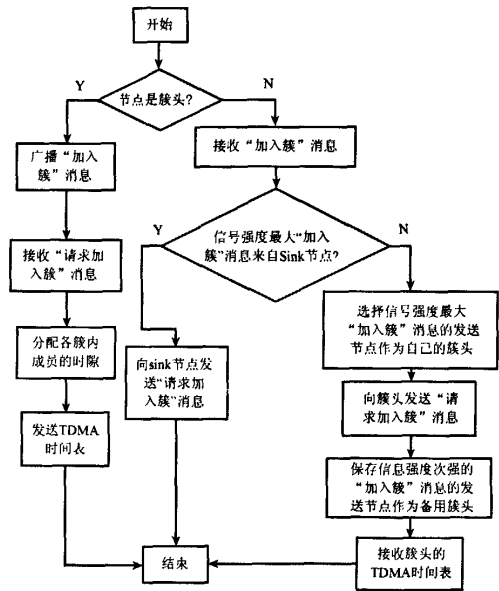 开始
Y
节点是簇头?
N
广播“加入
簇”消息
接收“加入簇”消息
接收“请求加
入簇”消息
Y
信号强度最大“加入
簇”消息来自Sink节点?
N
分配各簇内
成员的时隙
向sink节点发
送“请求加
入簇”消息
选择信号强度最大
“加入簇”消息的发送
节点作为自己的簇头
发送TDMA
时间表
向簇头发送“请
求加入簇”消息
保存信息强度次强的
“加入簇”消息的发
送节点作为备用簇头
结束
接收簇头的
TDMA时间表